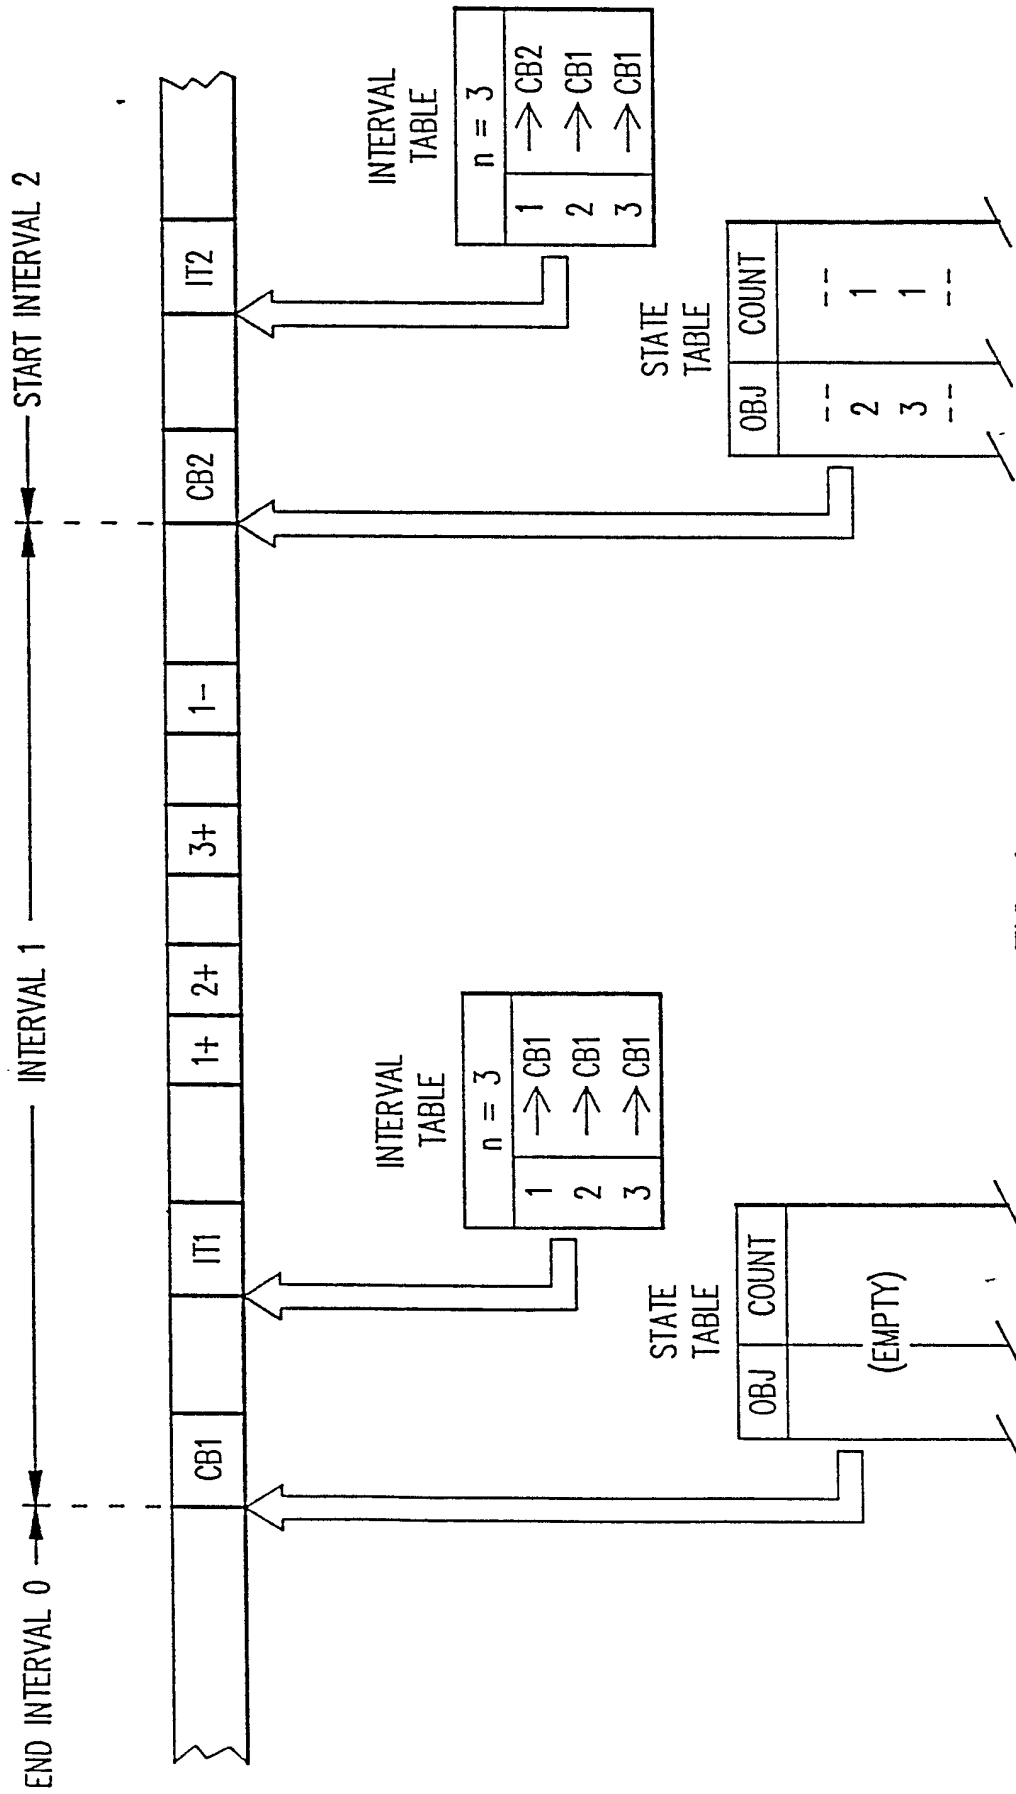 END INTERVAL 0
INTERVAL 1
START INTERVAL 2
CB1
IT1
1+
2+
3+
1-
CB2
IT2
INTERVAL
TABLE
n = 3
1 → CB1
2 → CB1
3 → CB1
INTERVAL
TABLE
n = 3
1 → CB2
2 → CB1
3 → CB1
STATE
TABLE
OBJ COUNT
(EMPTY)
STATE
TABLE
OBJ COUNT
-- --
2 1
3 1
-- --